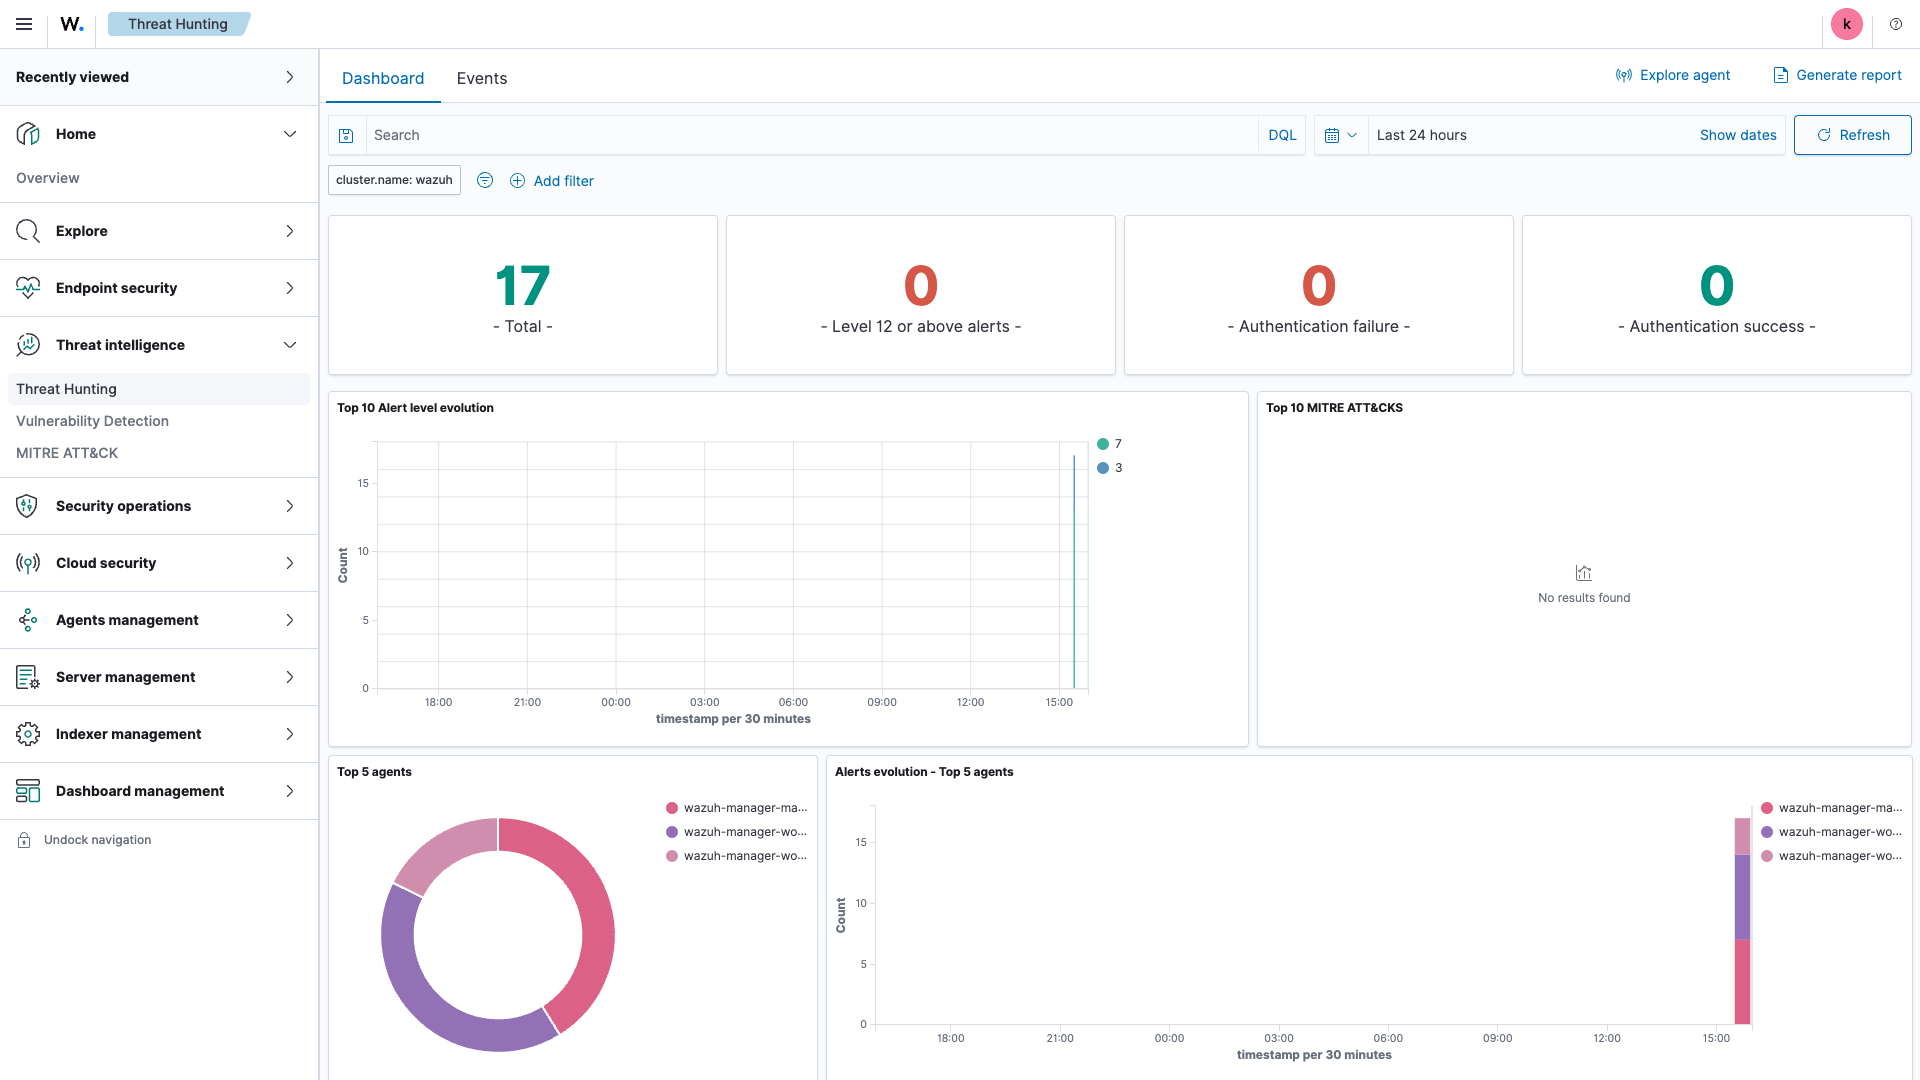 W.
Threat Hunting
k
Recently viewed
Home
Overview
Explore
Endpoint security
Threat intelligence
Threat Hunting
Vulnerability Detection
MITRE ATT&CK
Security operations
Cloud security
Agents management
Server management
Indexer management
Dashboard management
Undock navigation
Dashboard
Events
Explore agent
Generate report
Search
DQL
Last 24 hours
Show dates
Refresh
cluster.name: wazuh
Add filter
17
- Total -
0
- Level 12 or above alerts -
0
- Authentication failure -
0
- Authentication success -
Top 10 Alert level evolution
7
3
15
10
5
0
Count
18:00
21:00
00:00
03:00
06:00
09:00
12:00
15:00
timestamp per 30 minutes
Top 10 MITRE ATT&CKS
No results found
Top 5 agents
wazuh-manager-ma...
wazuh-manager-wo...
wazuh-manager-wo...
Alerts evolution - Top 5 agents
wazuh-manager-ma...
wazuh-manager-wo...
wazuh-manager-wo...
15
10
5
0
Count
18:00
21:00
00:00
03:00
06:00
09:00
12:00
15:00
timestamp per 30 minutes